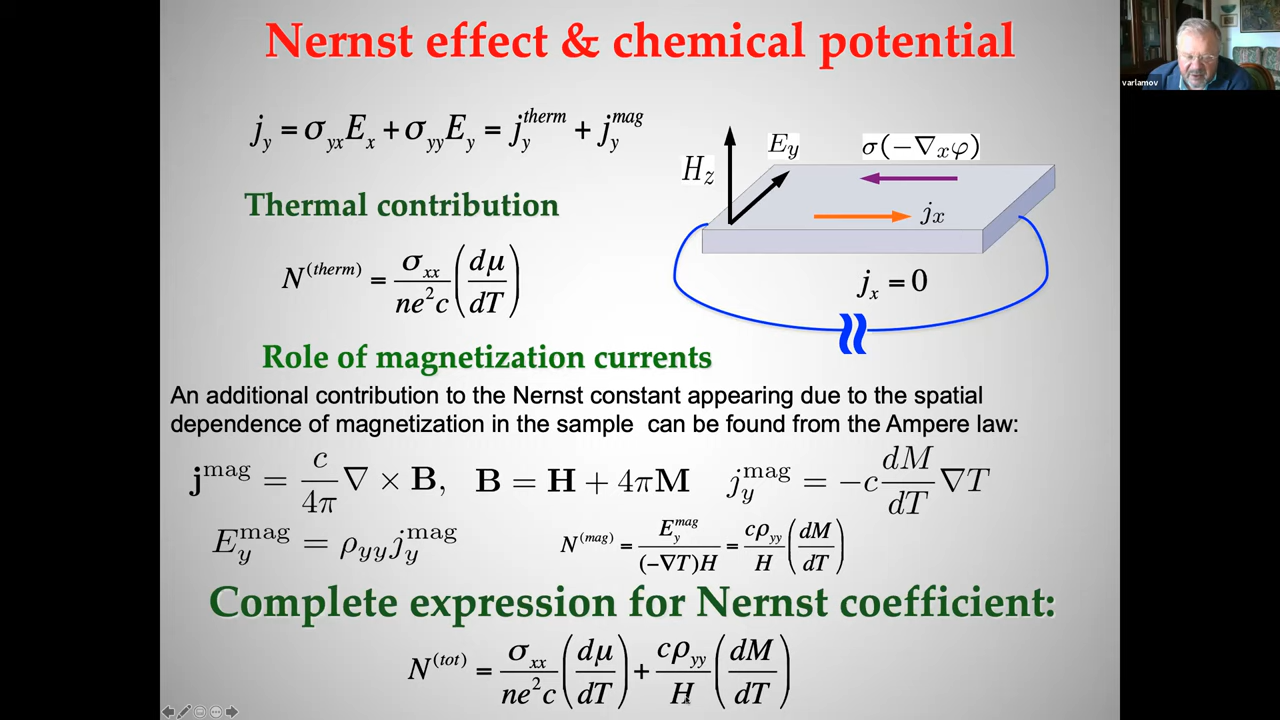 Nernst effect & chemical potential
varlamov
j_y = σ_yx E_x + σ_yy E_y = j_y^therm + j_y^mag
H_z
E_y
σ(−∇_xφ)
j_x
j_x = 0
Thermal contribution
N^(therm) = σ_xx/(ne²c) (dμ/dT)
Role of magnetization currents
An additional contribution to the Nernst constant appearing due to the spatial
dependence of magnetization in the sample can be found from the Ampere law:
j^mag = c/4π ∇ × B, B = H + 4πM j_y^mag = −c dM/dT ∇T
E_y^mag = ρ_yy j_y^mag N^(mag) = E_y^mag/((−∇T)H) = cρ_yy/H (dM/dT)
Complete expression for Nernst coefficient:
N^(tot) = σ_xx/(ne²c) (dμ/dT) + cρ_yy/H (dM/dT)